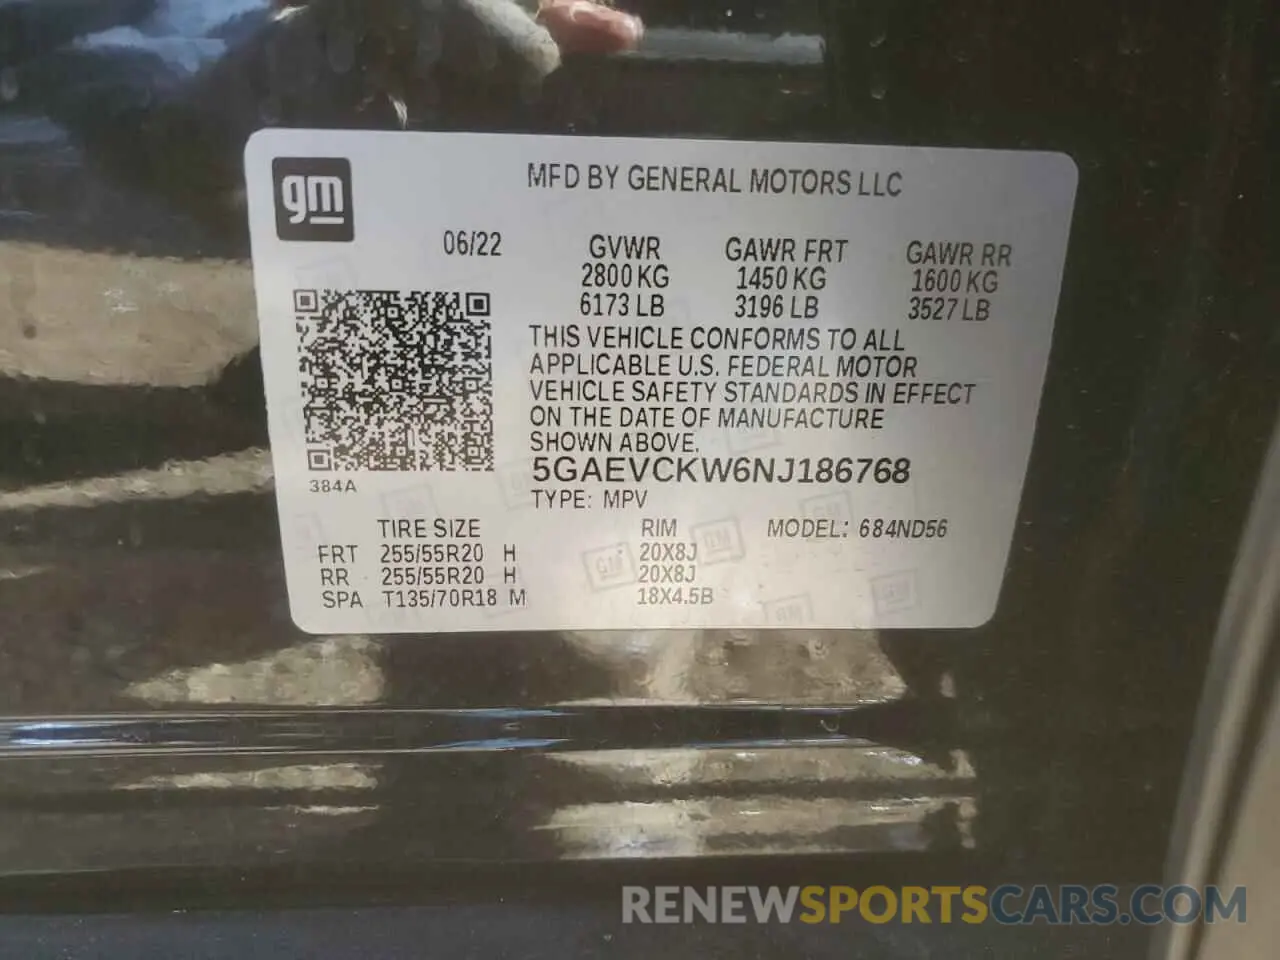 gm
MFD BY GENERAL MOTORS LLC
06/22
GVWR GAWR FRT GAWR RR
2800 KG 1450 KG 1600 KG
6173 LB 3196 LB 3527 LB
THIS VEHICLE CONFORMS TO ALL
APPLICABLE U.S. FEDERAL MOTOR
VEHICLE SAFETY STANDARDS IN EFFECT
ON THE DATE OF MANUFACTURE
SHOWN ABOVE.
5GAEVCKW6NJ186768
384A
TYPE: MPV
TIRE SIZE RIM MODEL: 684ND56
FRT 255/55R20 H 20X8J
RR 255/55R20 H 20X8J
SPA T135/70R18 M 18X4.5B
RENEWSPORTSCARS.COM